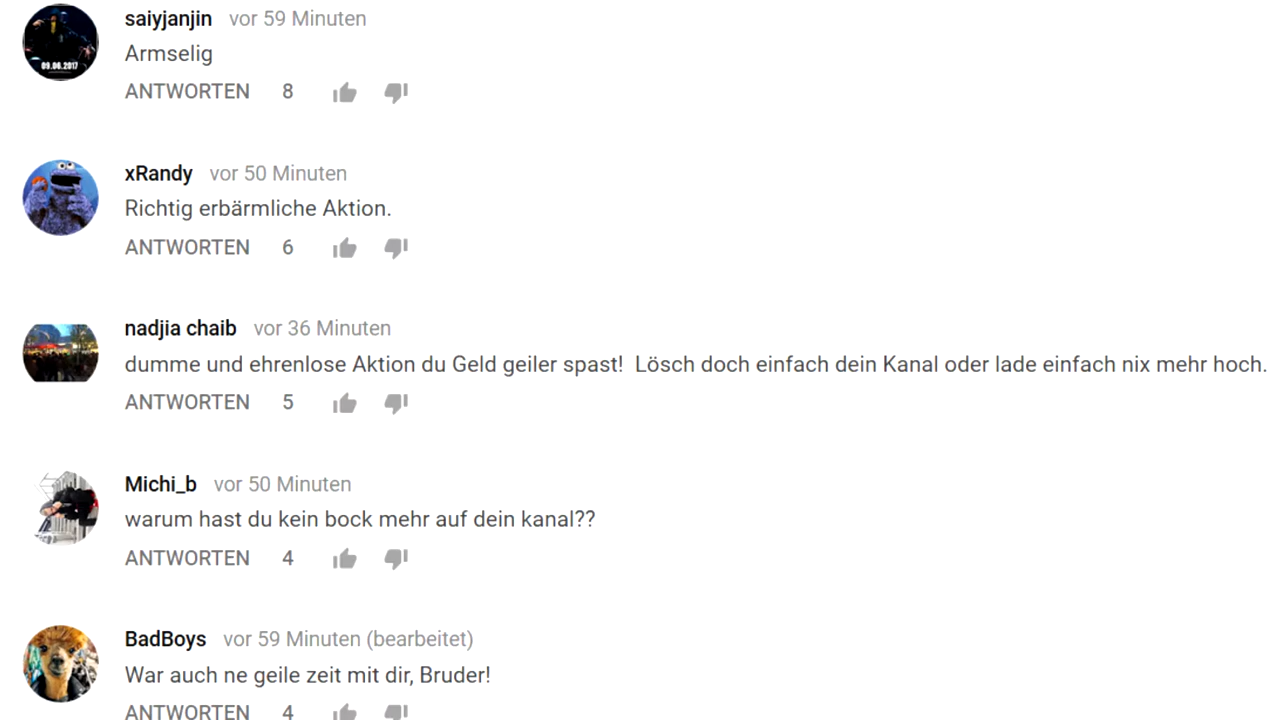 saiyjanjin vor 59 Minuten
Armselig
09.06.2017
ANTWORTEN 8
xRandy vor 50 Minuten
Richtig erbärmliche Aktion.
ANTWORTEN 6
nadjia chaib vor 36 Minuten
dumme und ehrenlose Aktion du Geld geiler spast! Lösch doch einfach dein Kanal oder lade einfach nix mehr hoch.
ANTWORTEN 5
Michi_b vor 50 Minuten
warum hast du kein bock mehr auf dein kanal??
ANTWORTEN 4
BadBoys vor 59 Minuten (bearbeitet)
War auch ne geile zeit mit dir, Bruder!
ANTWORTEN 4